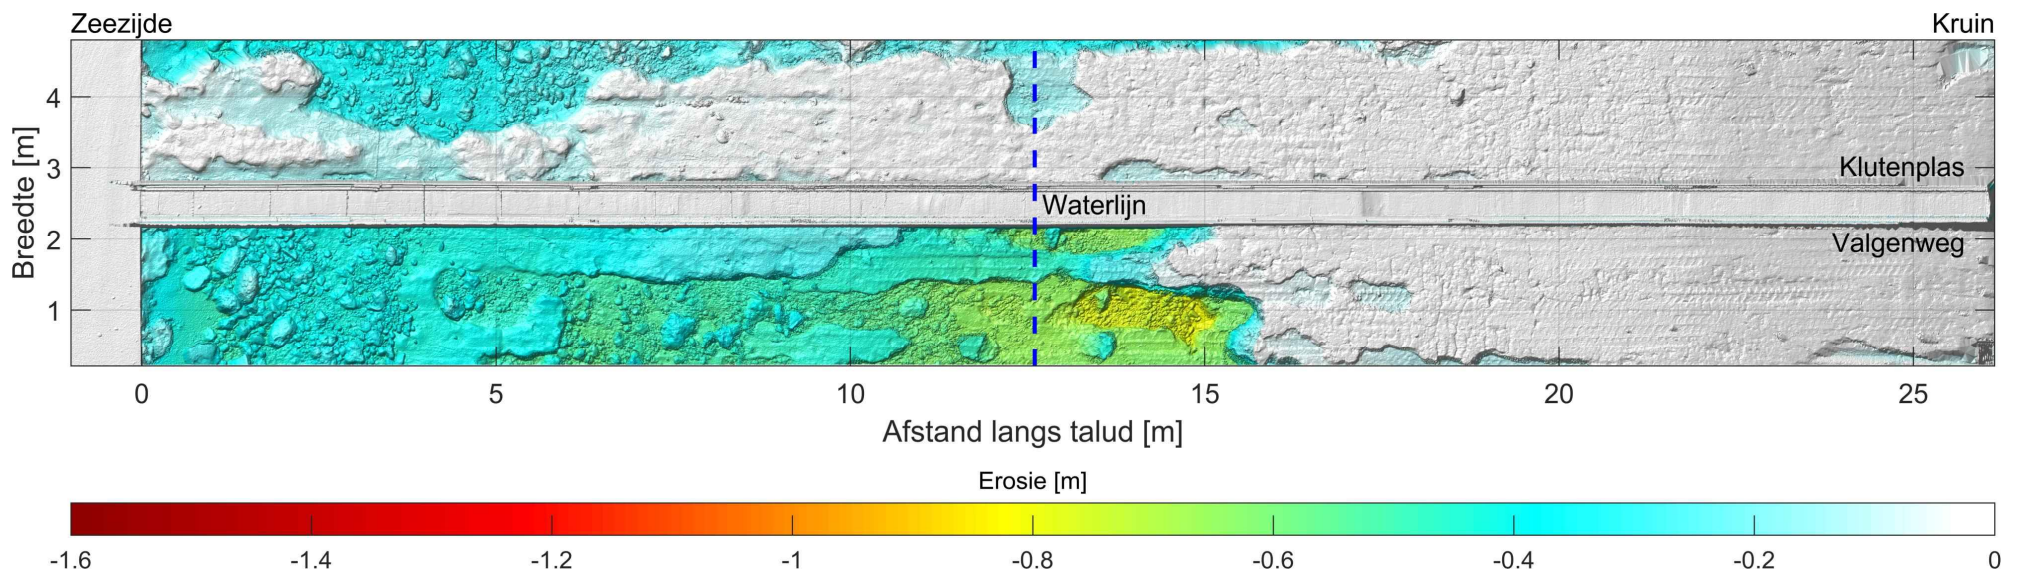 Zeezijde
Kruin
4
3
2
1
Breedte [m]
Klutenplas
Waterlijn
Valgenweg
0 5 10 15 20 25
Afstand langs talud [m]
Erosie [m]
-1.6 -1.4 -1.2 -1 -0.8 -0.6 -0.4 -0.2 0